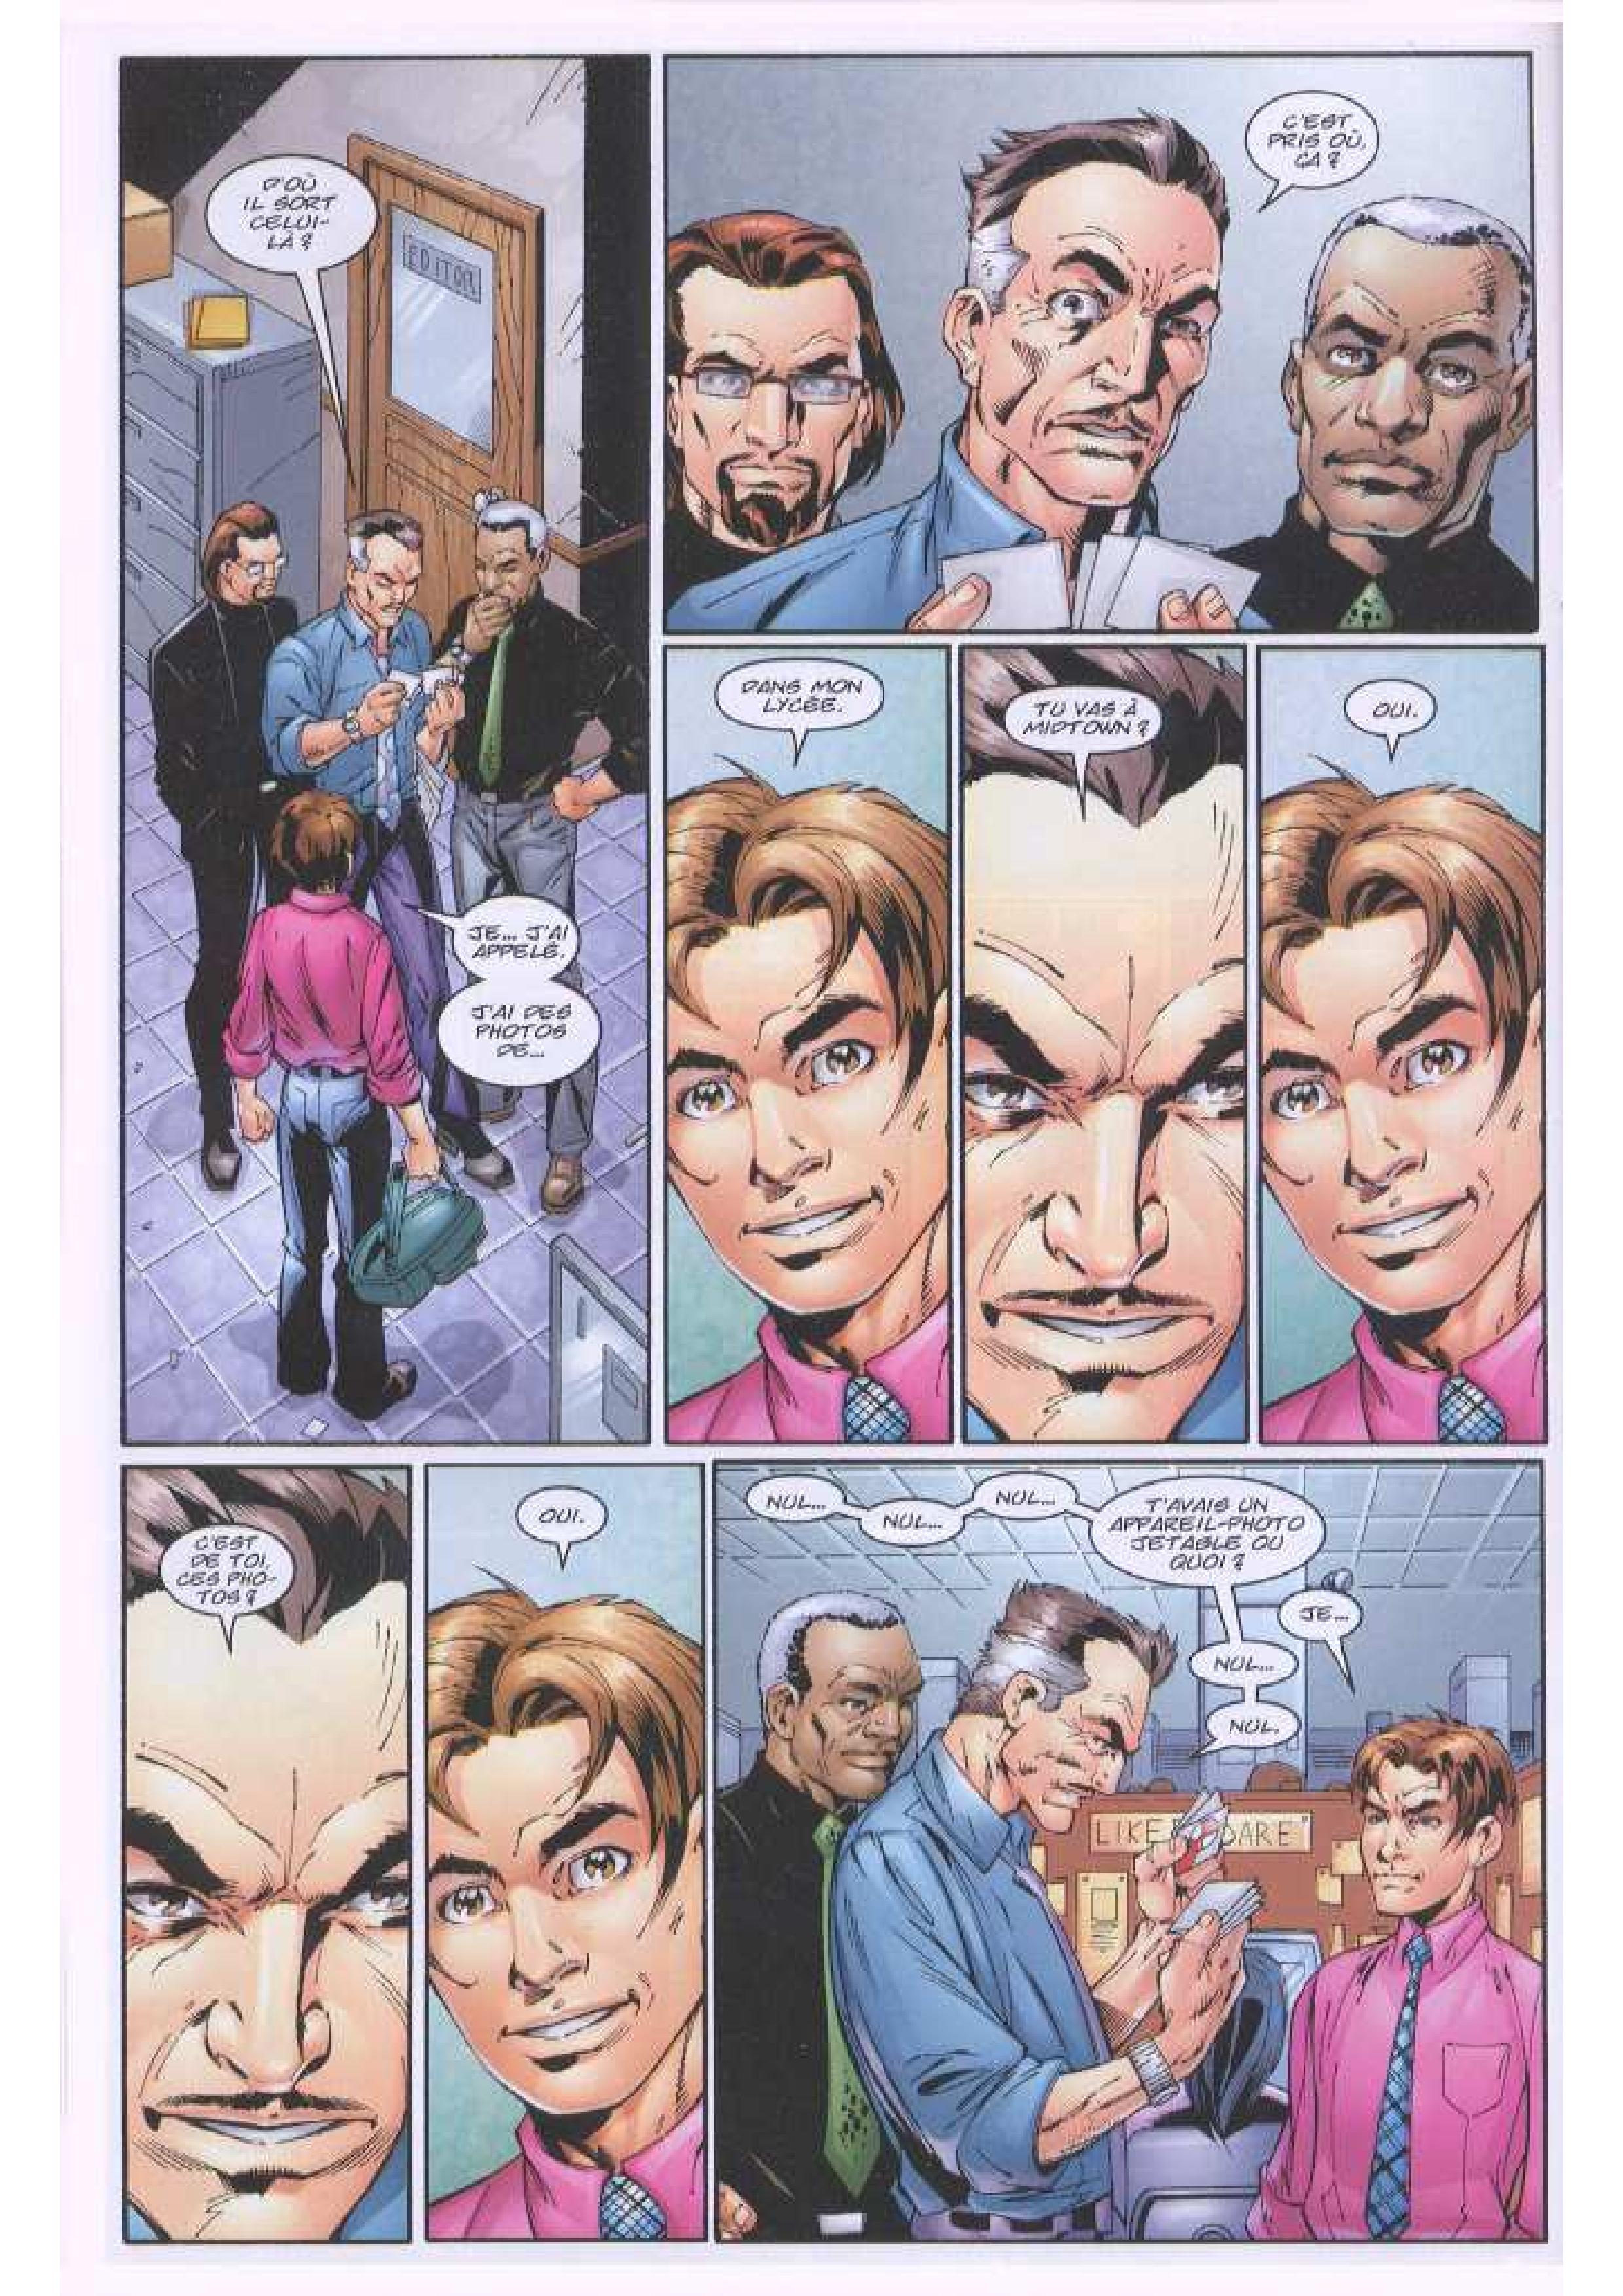 D'OÙ
IL SORT
CELUI-
LÀ ?
EDITOR
JE... J'AI
APPELÉ.
J'AI DES
PHOTOS
DE...
C'EST
PRIS OÙ,
ÇA ?
DANS MON
LYCÉE.
TU VAS À
MIDTOWN ?
OUI.
C'EST
DE TOI,
CES PHO-
TOS ?
OUI.
NUL...
NUL...
NUL...
T'AVAIS UN
APPAREIL-PHOTO
JETABLE OU
QUOI ?
JE...
NUL...
NUL.
LIKE DARE"